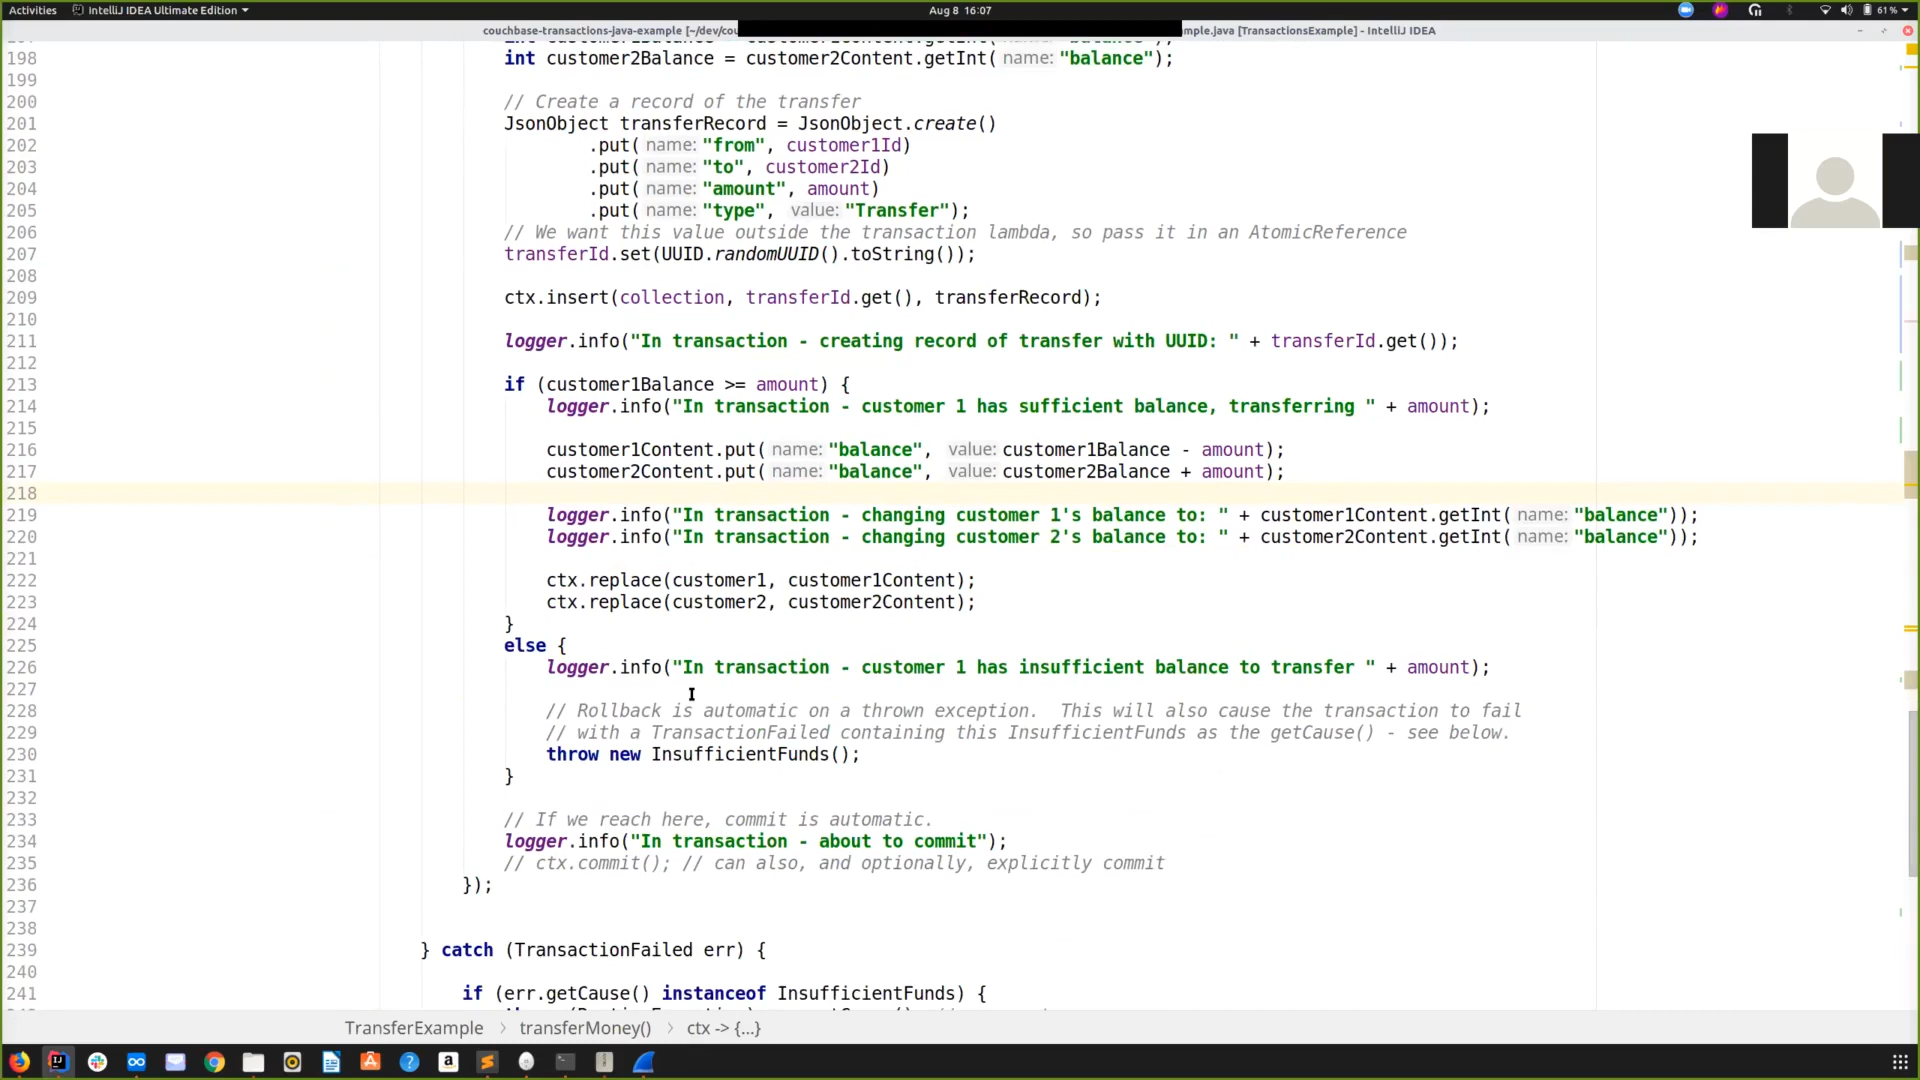 Activities IntelliJ IDEA Ultimate Edition Aug 8 16:07 61 %
couchbase-transactions-java-example [~/dev/cou mple.java [TransactionsExample] - IntelliJ IDEA
198 int customer2Balance = customer2Content.getInt( name: "balance");
199
200 // Create a record of the transfer
201 JsonObject transferRecord = JsonObject.create()
202 .put( name: "from", customer1Id)
203 .put( name: "to", customer2Id)
204 .put( name: "amount", amount)
205 .put( name: "type", value: "Transfer");
206 // We want this value outside the transaction lambda, so pass it in an AtomicReference
207 transferId.set(UUID.randomUUID().toString());
208
209 ctx.insert(collection, transferId.get(), transferRecord);
210
211 logger.info("In transaction - creating record of transfer with UUID: " + transferId.get());
212
213 if (customer1Balance >= amount) {
214 logger.info("In transaction - customer 1 has sufficient balance, transferring " + amount);
215
216 customer1Content.put( name: "balance", value: customer1Balance - amount);
217 customer2Content.put( name: "balance", value: customer2Balance + amount);
218
219 logger.info("In transaction - changing customer 1's balance to: " + customer1Content.getInt( name: "balance"));
220 logger.info("In transaction - changing customer 2's balance to: " + customer2Content.getInt( name: "balance"));
221
222 ctx.replace(customer1, customer1Content);
223 ctx.replace(customer2, customer2Content);
224 }
225 else {
226 logger.info("In transaction - customer 1 has insufficient balance to transfer " + amount);
227
228 // Rollback is automatic on a thrown exception. This will also cause the transaction to fail
229 // with a TransactionFailed containing this InsufficientFunds as the getCause() - see below.
230 throw new InsufficientFunds();
231 }
232
233 // If we reach here, commit is automatic.
234 logger.info("In transaction - about to commit");
235 // ctx.commit(); // can also, and optionally, explicitly commit
236 });
237
238
239 } catch (TransactionFailed err) {
240
241 if (err.getCause() instanceof InsufficientFunds) {
TransferExample > transferMoney() > ctx -> {...}